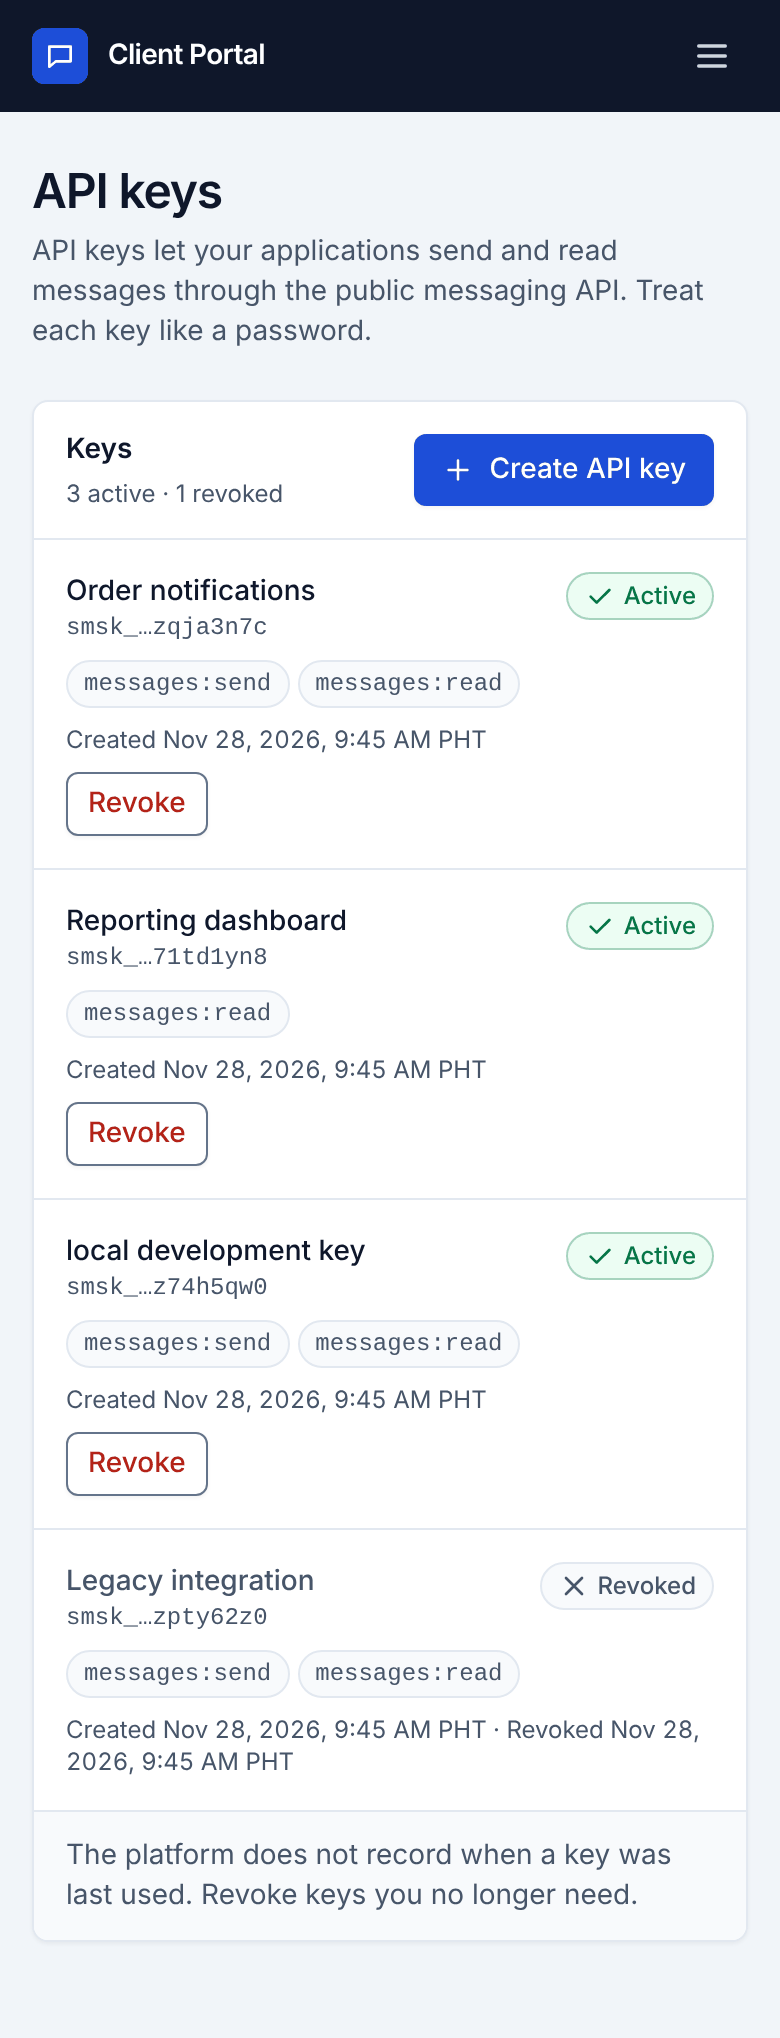 Client Portal
API keys
API keys let your applications send and read
messages through the public messaging API. Treat
each key like a password.
Keys
3 active · 1 revoked
Create API key
Order notifications
Active
smsk_…zqja3n7c
messages:send
messages:read
Created Nov 28, 2026, 9:45 AM PHT
Revoke
Reporting dashboard
Active
smsk_…71td1yn8
messages:read
Created Nov 28, 2026, 9:45 AM PHT
Revoke
local development key
Active
smsk_…z74h5qw0
messages:send
messages:read
Created Nov 28, 2026, 9:45 AM PHT
Revoke
Legacy integration
Revoked
smsk_…zpty62z0
messages:send
messages:read
Created Nov 28, 2026, 9:45 AM PHT · Revoked Nov 28,
2026, 9:45 AM PHT
The platform does not record when a key was
last used. Revoke keys you no longer need.